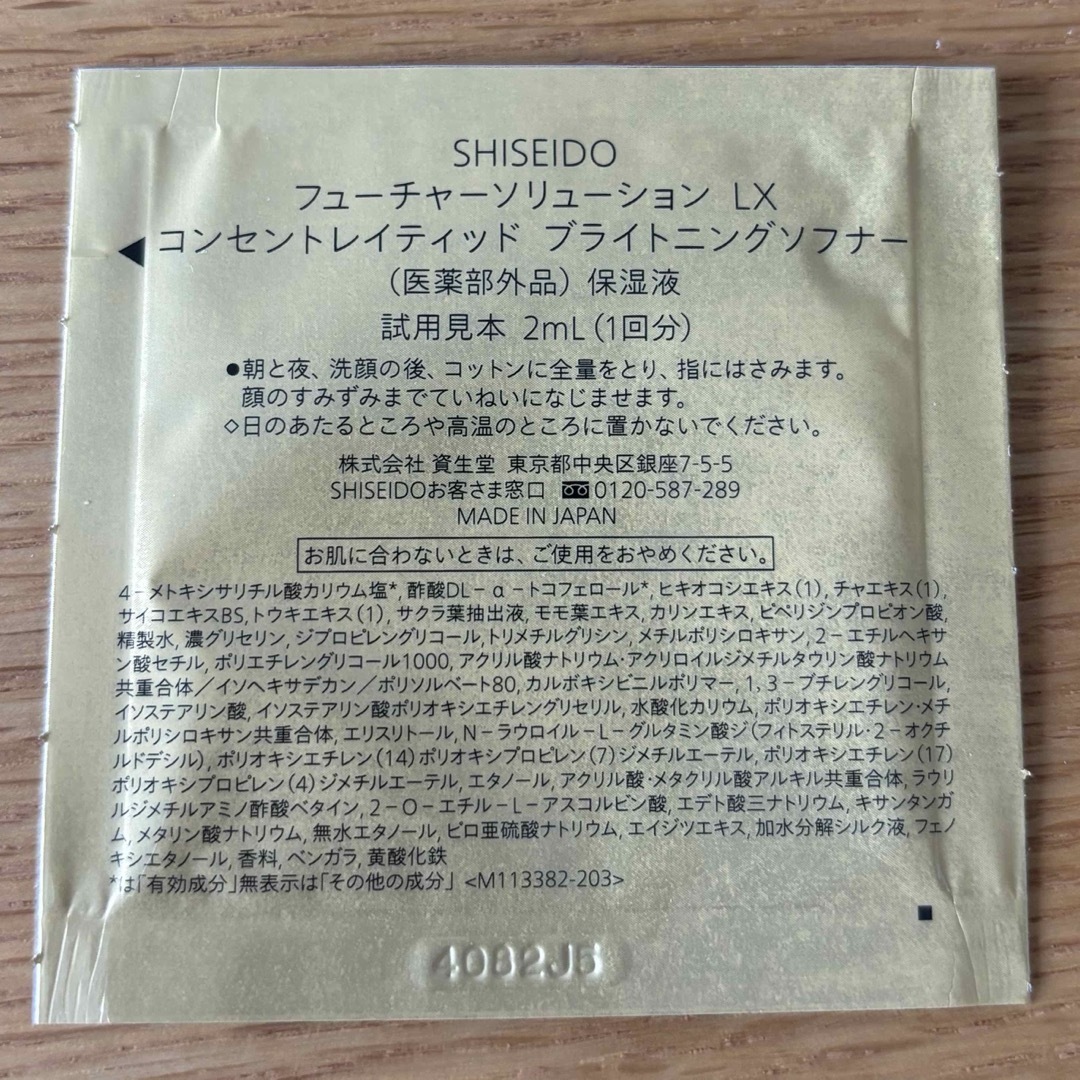 SHISEIDO
フューチャーソリューション LX
コンセントレイティッド ブライトニングソフナー
(医薬部外品) 保湿液
試用見本 2mL (1回分)
●朝と夜、洗顔の後、コットンに全量をとり、指にはさみます。
顔のすみずみまでていねいになじませます。
◇日のあたるところや高温のところに置かないでください。
株式会社 資生堂 東京都中央区銀座7-5-5
SHISEIDOお客さま窓口 0120-587-289
MADE IN JAPAN
お肌に合わないときは、ご使用をおやめください。
4-メトキシサリチル酸カリウム塩*, 酢酸DL-α-トコフェロール*, ヒキオコシエキス(1), チャエキス(1),
サイコエキスBS, トウキエキス(1), サクラ葉抽出液, モモ葉エキス, カリンエキス, ピペリジンプロピオン酸,
精製水, 濃グリセリン, ジプロピレングリコール, トリメチルグリシン, メチルポリシロキサン, 2-エチルヘキサ
ン酸セチル, ポリエチレングリコール1000, アクリル酸ナトリウム・アクリロイルジメチルタウリン酸ナトリウム
共重合体/イソヘキサデカン/ポリソルベート80, カルボキシビニルポリマー, 1,3-ブチレングリコール,
イソステアリン酸, イソステアリン酸ポリオキシエチレングリセリル, 水酸化カリウム, ポリオキシエチレン・メチ
ルポリシロキサン共重合体, エリスリトール, N-ラウロイル-L-グルタミン酸ジ(フィトステリル・2-オクチ
ルドデシル), ポリオキシエチレン(14)ポリオキシプロピレン(7)ジメチルエーテル, ポリオキシエチレン(17)
ポリオキシプロピレン(4)ジメチルエーテル, エタノール, アクリル酸・メタクリル酸アルキル共重合体, ラウリ
ルジメチルアミノ酢酸ベタイン, 2-O-エチル-L-アスコルビン酸, エデト酸三ナトリウム, キサンタンガ
ム, メタリン酸ナトリウム, 無水エタノール, ピロ亜硫酸ナトリウム, エイジツエキス, 加水分解シルク液, フェノ
キシエタノール, 香料, ベンガラ, 黄酸化鉄
*は「有効成分」無表示は「その他の成分」 <M113382-203>
4082J5